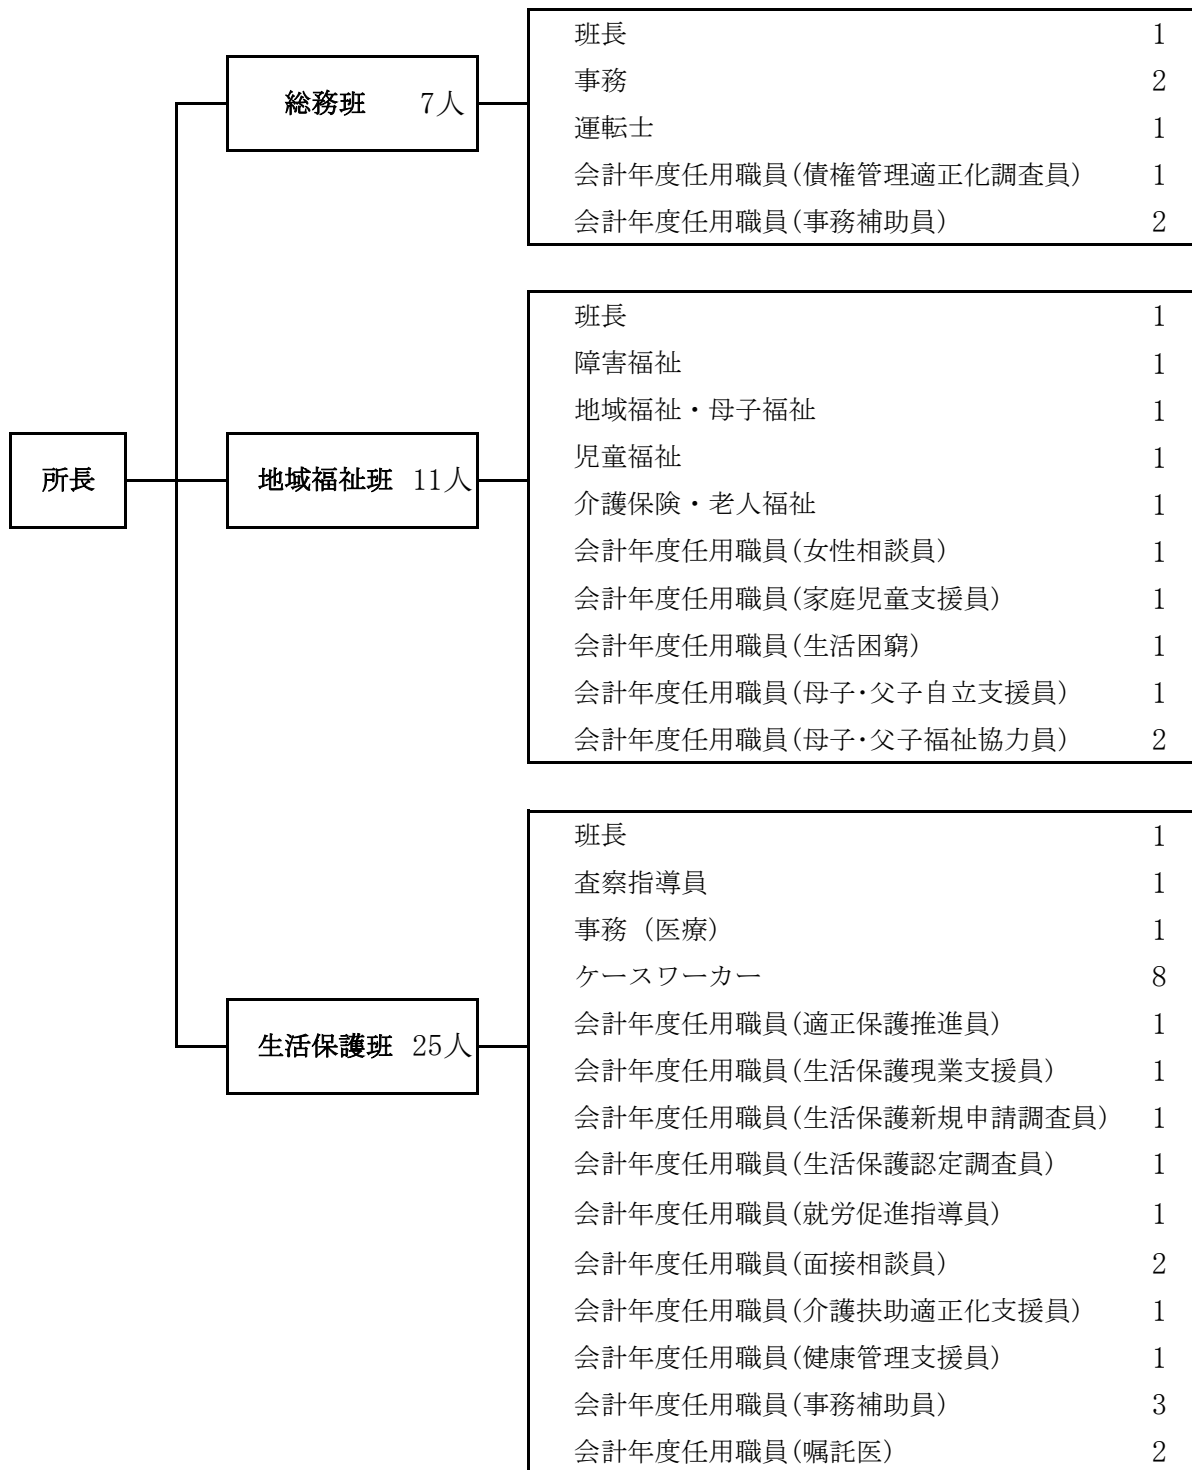 所長
総務班 7人
班長 1
事務 2
運転士 1
会計年度任用職員(債権管理適正化調査員) 1
会計年度任用職員(事務補助員) 2
地域福祉班 11人
班長 1
障害福祉 1
地域福祉・母子福祉 1
児童福祉 1
介護保険・老人福祉 1
会計年度任用職員(女性相談員) 1
会計年度任用職員(家庭児童支援員) 1
会計年度任用職員(生活困窮) 1
会計年度任用職員(母子・父子自立支援員) 1
会計年度任用職員(母子・父子福祉協力員) 2
生活保護班 25人
班長 1
査察指導員 1
事務（医療） 1
ケースワーカー 8
会計年度任用職員(適正保護推進員) 1
会計年度任用職員(生活保護現業支援員) 1
会計年度任用職員(生活保護新規申請調査員) 1
会計年度任用職員(生活保護認定調査員) 1
会計年度任用職員(就労促進指導員) 1
会計年度任用職員(面接相談員) 2
会計年度任用職員(介護扶助適正化支援員) 1
会計年度任用職員(健康管理支援員) 1
会計年度任用職員(事務補助員) 3
会計年度任用職員(嘱託医) 2